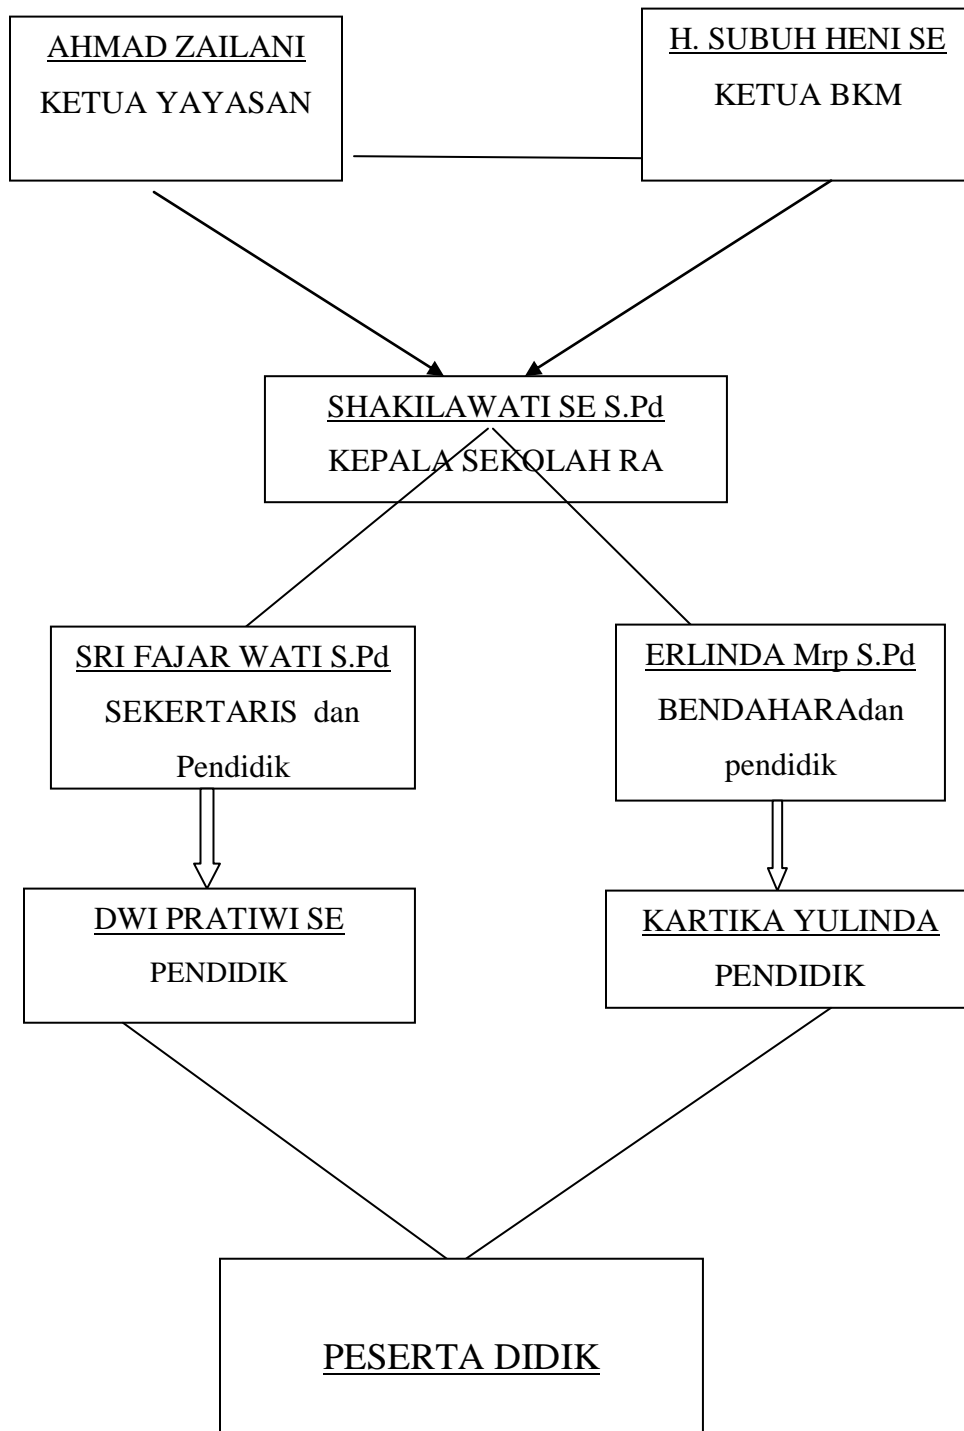 AHMAD ZAILANI
KETUA YAYASAN
H. SUBUH HENI SE
KETUA BKM
SHAKILAWATI SE S.Pd
KEPALA SEKOLAH RA
SRI FAJAR WATI S.Pd
SEKERTARIS dan
Pendidik
ERLINDA Mrp S.Pd
BENDAHARAdan
pendidik
DWI PRATIWI SE
PENDIDIK
KARTIKA YULINDA
PENDIDIK
PESERTA DIDIK